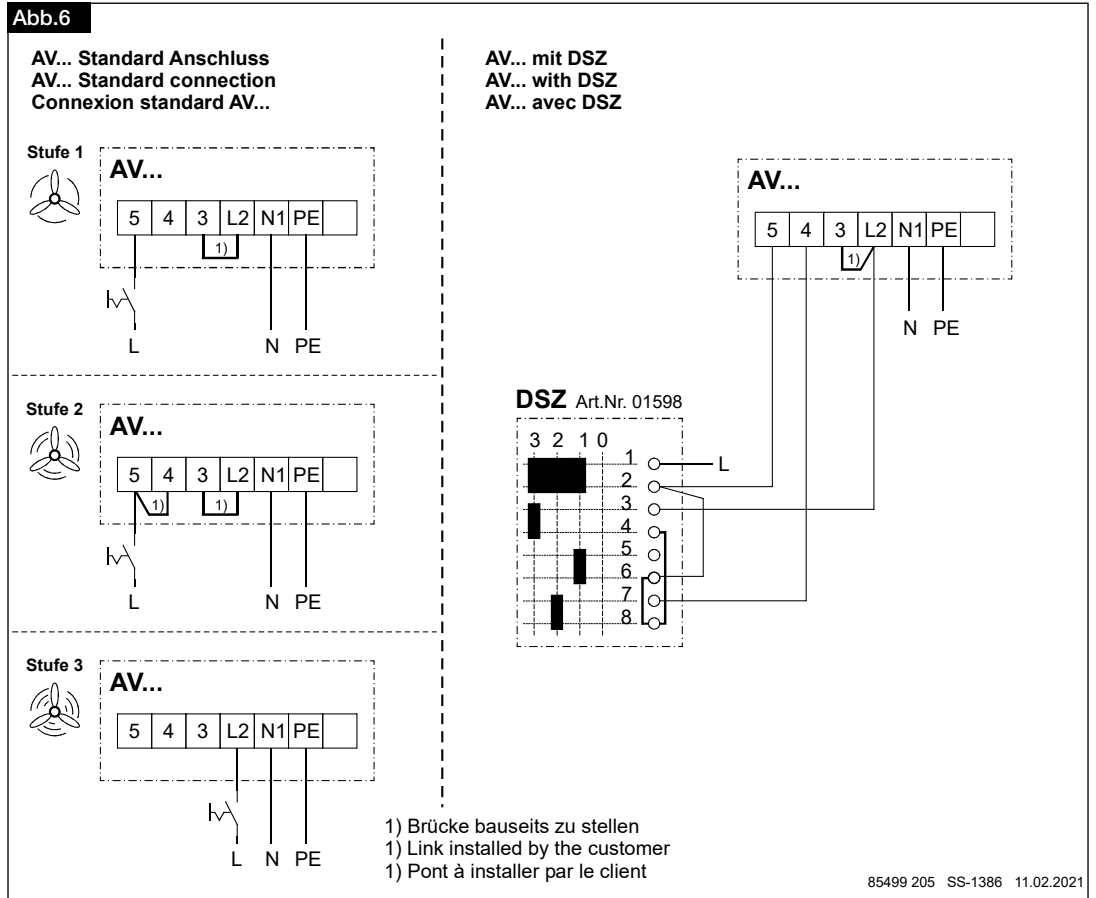 Abb.6
AV... Standard Anschluss
AV... Standard connection
Connexion standard AV...
Stufe 1
AV...
5 4 3 L2 N1 PE
1)
L N PE
Stufe 2
AV...
5 4 3 L2 N1 PE
1) 1)
L N PE
Stufe 3
AV...
5 4 3 L2 N1 PE
L N PE
AV... mit DSZ
AV... with DSZ
AV... avec DSZ
AV...
5 4 3 L2 N1 PE
1)
N PE
DSZ Art.Nr. 01598
3 2 1 0
1 L
2
3
4
5
6
7
8
1) Brücke bauseits zu stellen
1) Link installed by the customer
1) Pont à installer par le client
85499 205 SS-1386 11.02.2021